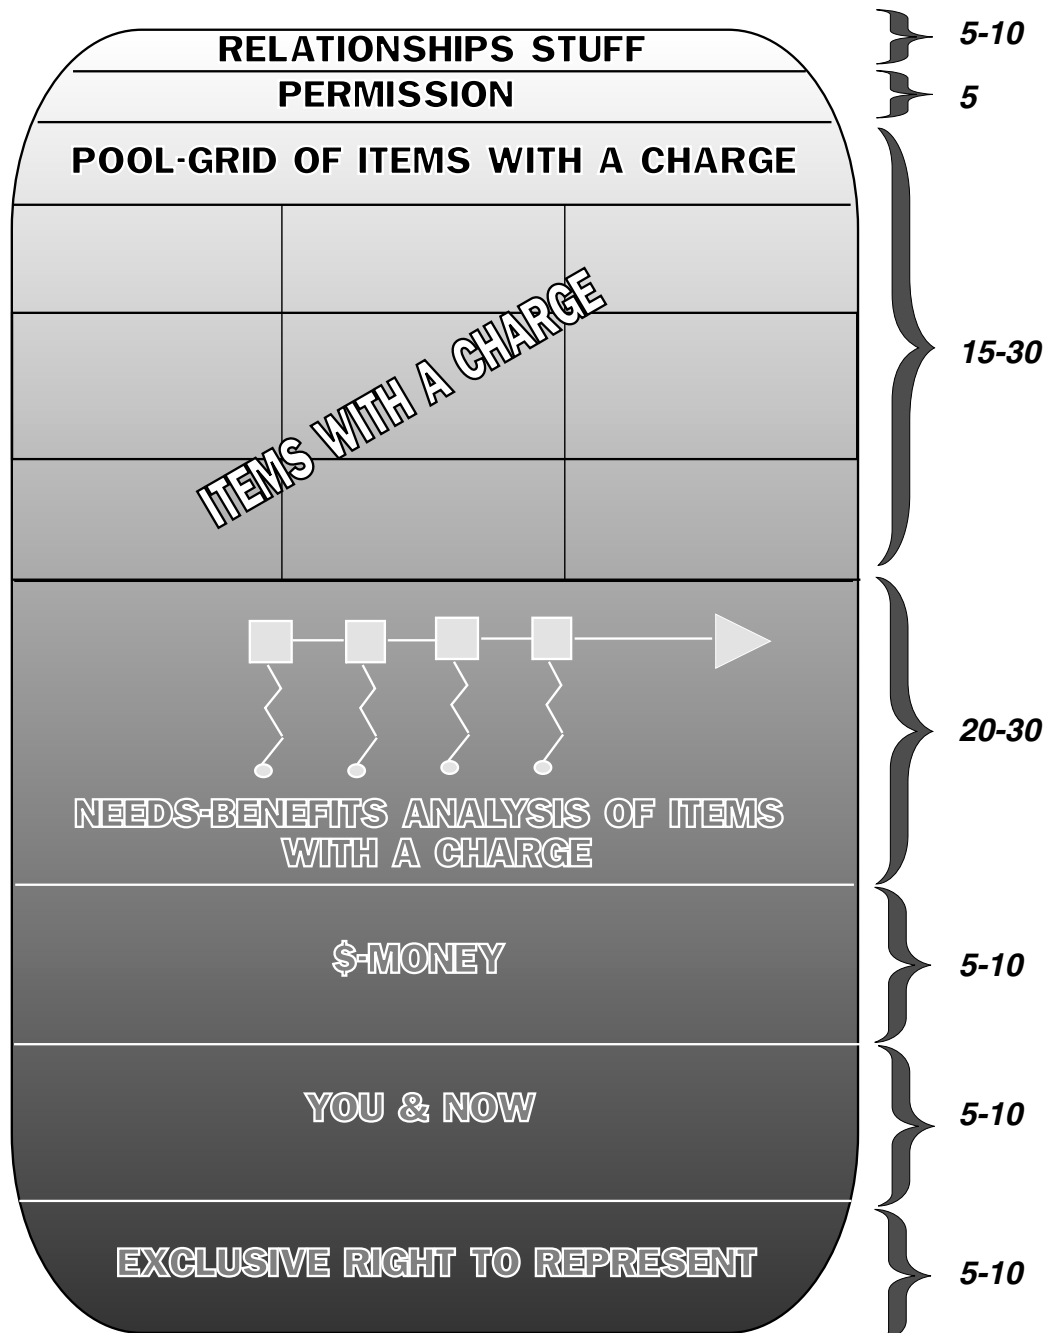 RELATIONSHIPS STUFF
5-10
PERMISSION
5
POOL-GRID OF ITEMS WITH A CHARGE
ITEMS WITH A CHARGE
15-30
20-30
NEEDS-BENEFITS ANALYSIS OF ITEMS
WITH A CHARGE
$-MONEY
5-10
YOU & NOW
5-10
EXCLUSIVE RIGHT TO REPRESENT
5-10